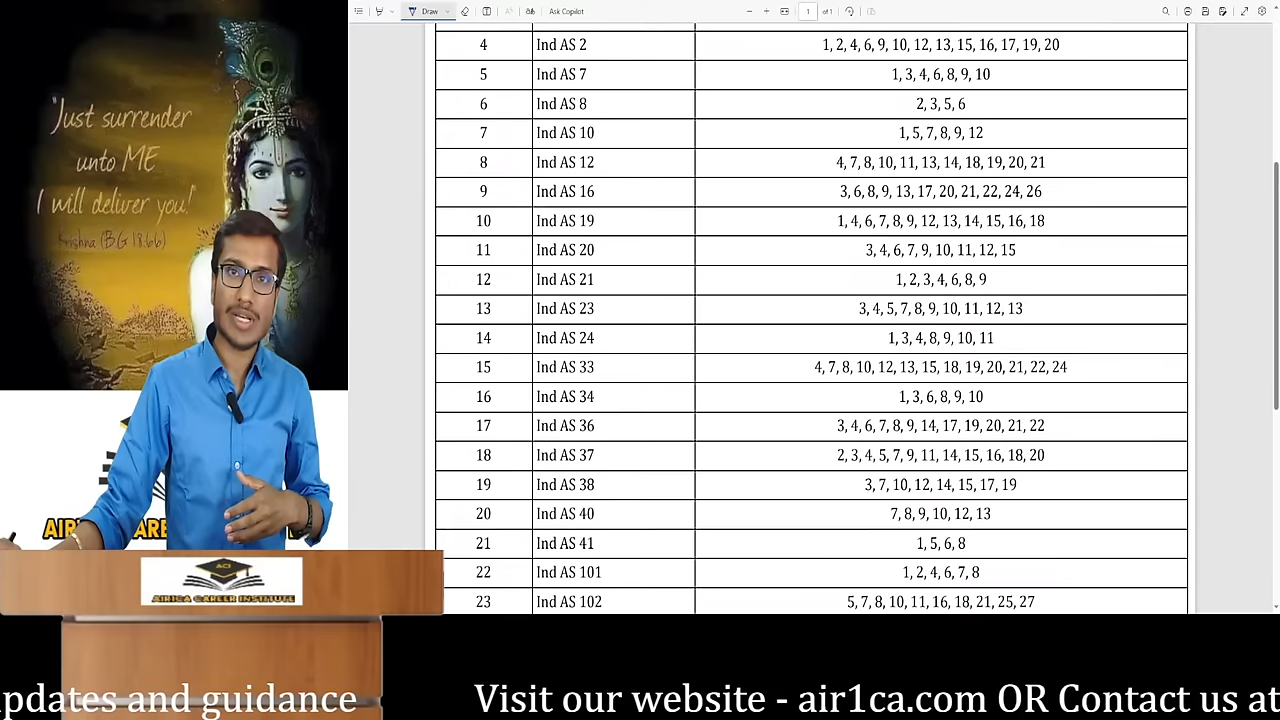 "Just surrender
unto ME
I will deliver you!"
Krishna (BG 18:66)
ACI
AIR1CA CAREER INSTITUTE
Draw
Ask Copilot
1 of 1
4 Ind AS 2 1, 2, 4, 6, 9, 10, 12, 13, 15, 16, 17, 19, 20
5 Ind AS 7 1, 3, 4, 6, 8, 9, 10
6 Ind AS 8 2, 3, 5, 6
7 Ind AS 10 1, 5, 7, 8, 9, 12
8 Ind AS 12 4, 7, 8, 10, 11, 13, 14, 18, 19, 20, 21
9 Ind AS 16 3, 6, 8, 9, 13, 17, 20, 21, 22, 24, 26
10 Ind AS 19 1, 4, 6, 7, 8, 9, 12, 13, 14, 15, 16, 18
11 Ind AS 20 3, 4, 6, 7, 9, 10, 11, 12, 15
12 Ind AS 21 1, 2, 3, 4, 6, 8, 9
13 Ind AS 23 3, 4, 5, 7, 8, 9, 10, 11, 12, 13
14 Ind AS 24 1, 3, 4, 8, 9, 10, 11
15 Ind AS 33 4, 7, 8, 10, 12, 13, 15, 18, 19, 20, 21, 22, 24
16 Ind AS 34 1, 3, 6, 8, 9, 10
17 Ind AS 36 3, 4, 6, 7, 8, 9, 14, 17, 19, 20, 21, 22
18 Ind AS 37 2, 3, 4, 5, 7, 9, 11, 14, 15, 16, 18, 20
19 Ind AS 38 3, 7, 10, 12, 14, 15, 17, 19
20 Ind AS 40 7, 8, 9, 10, 12, 13
21 Ind AS 41 1, 5, 6, 8
22 Ind AS 101 1, 2, 4, 6, 7, 8
23 Ind AS 102 5, 7, 8, 10, 11, 16, 18, 21, 25, 27
pdates and guidance Visit our website - air1ca.com OR Contact us at